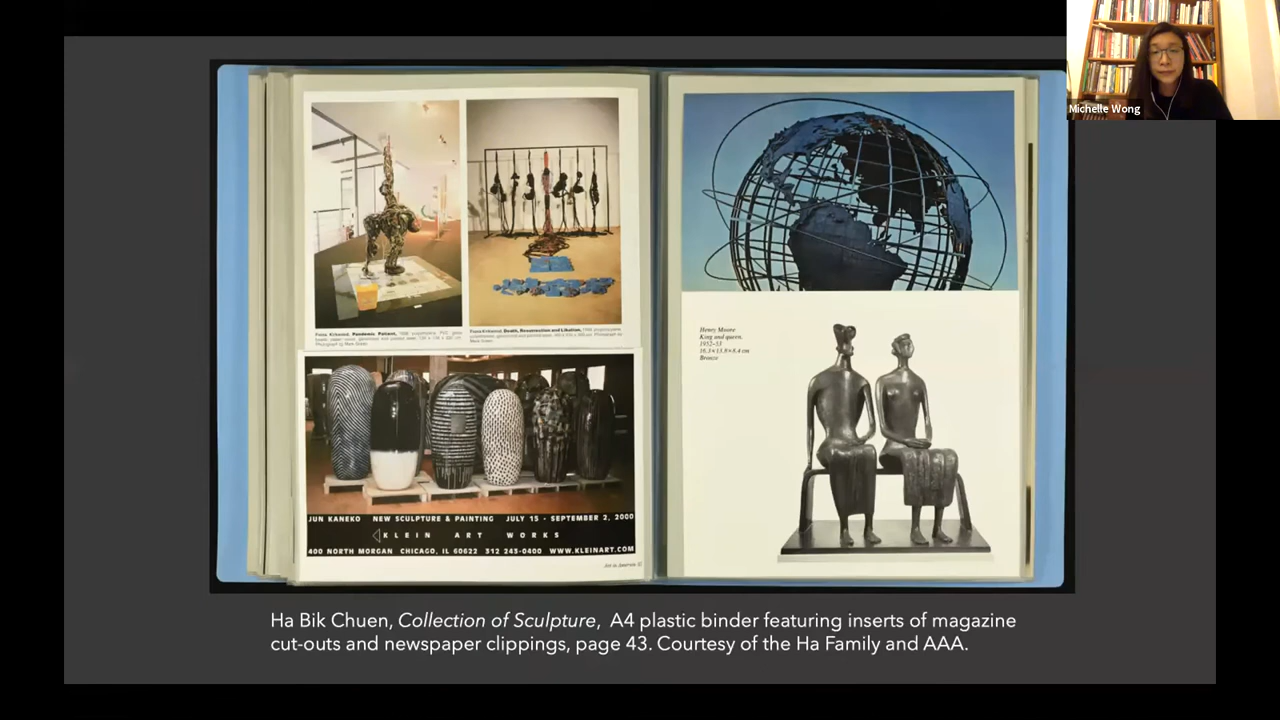 Michelle Wong
Fiona Kirkwood, Pandemic Patient,
Fiona Kirkwood, Death, Resurrection and Libation,
JUN KANEKO NEW SCULPTURE & PAINTING JULY 15 - SEPTEMBER 2, 2000
KLEIN ART WORKS
400 NORTH MORGAN CHICAGO, IL 60622 312 243-0400 WWW.KLEINART.COM
Henry Moore
King and queen.
1952-53
Bronze
Ha Bik Chuen, Collection of Sculpture, A4 plastic binder featuring inserts of magazine
cut-outs and newspaper clippings, page 43. Courtesy of the Ha Family and AAA.